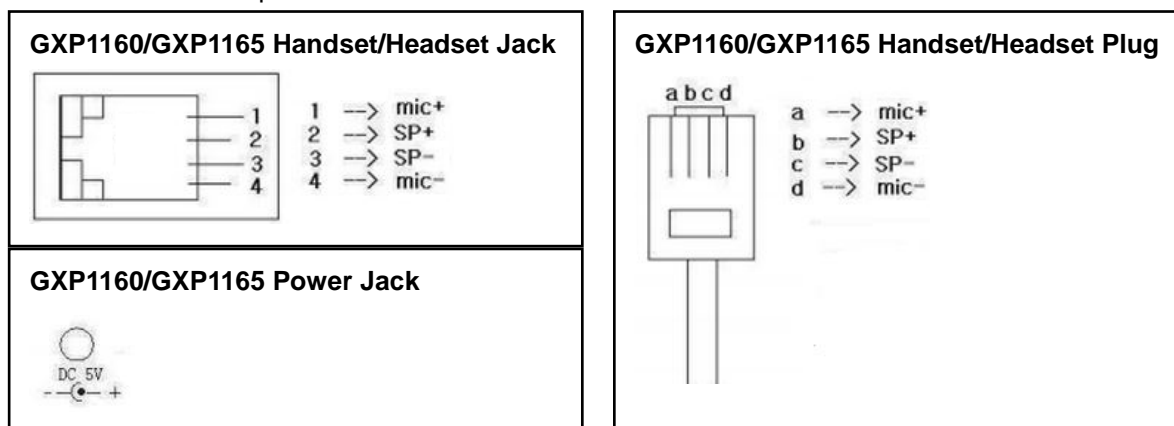 GXP1160/GXP1165 Handset/Headset Jack
1
2
3
4
1 --> mic+
2 --> SP+
3 --> SP-
4 --> mic-
GXP1160/GXP1165 Power Jack
DC 5V
- +
GXP1160/GXP1165 Handset/Headset Plug
a b c d
a --> mic+
b --> SP+
c --> SP-
d --> mic-